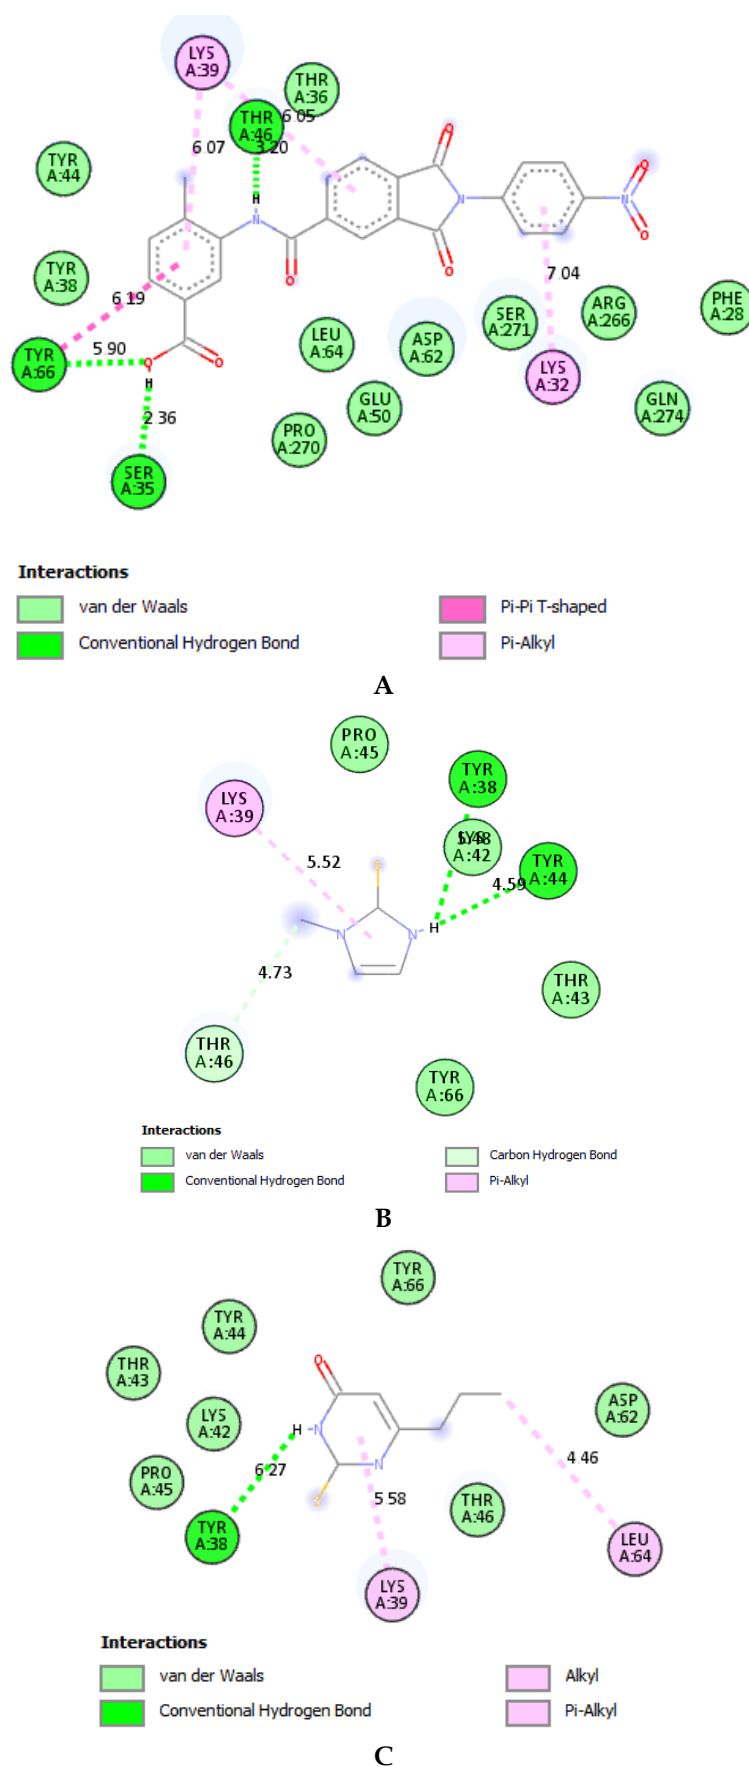 LYS
A:39
THR
A:36
THR
A:46
6.05
6 07
3.20
TYR
A:44
H
N
O
O
O
N
O
N+
O
O
TYR
A:38
6.19
7.04
TYR
A:66
5.90
O
H
O
LEU
A:64
ASP
A:62
SER
A:271
ARG
A:266
PHE
A:28
LYS
A:32
GLU
A:50
GLN
A:274
PRO
A:270
2.36
SER
A:35
Interactions
van der Waals
Conventional Hydrogen Bond
Pi-Pi T-shaped
Pi-Alkyl
A
PRO
A:45
TYR
A:38
LYS
A:39
LYS
A:42
5.48
TYR
A:44
5.52
4.59
S
N
N
H
4.73
THR
A:43
THR
A:46
TYR
A:66
Interactions
van der Waals
Conventional Hydrogen Bond
Carbon Hydrogen Bond
Pi-Alkyl
B
TYR
A:66
TYR
A:44
THR
A:43
O
LYS
A:42
H
N
N
S
ASP
A:62
PRO
A:45
6.27
4 46
5 58
TYR
A:38
THR
A:46
LEU
A:64
LYS
A:39
Interactions
van der Waals
Conventional Hydrogen Bond
Alkyl
Pi-Alkyl
C